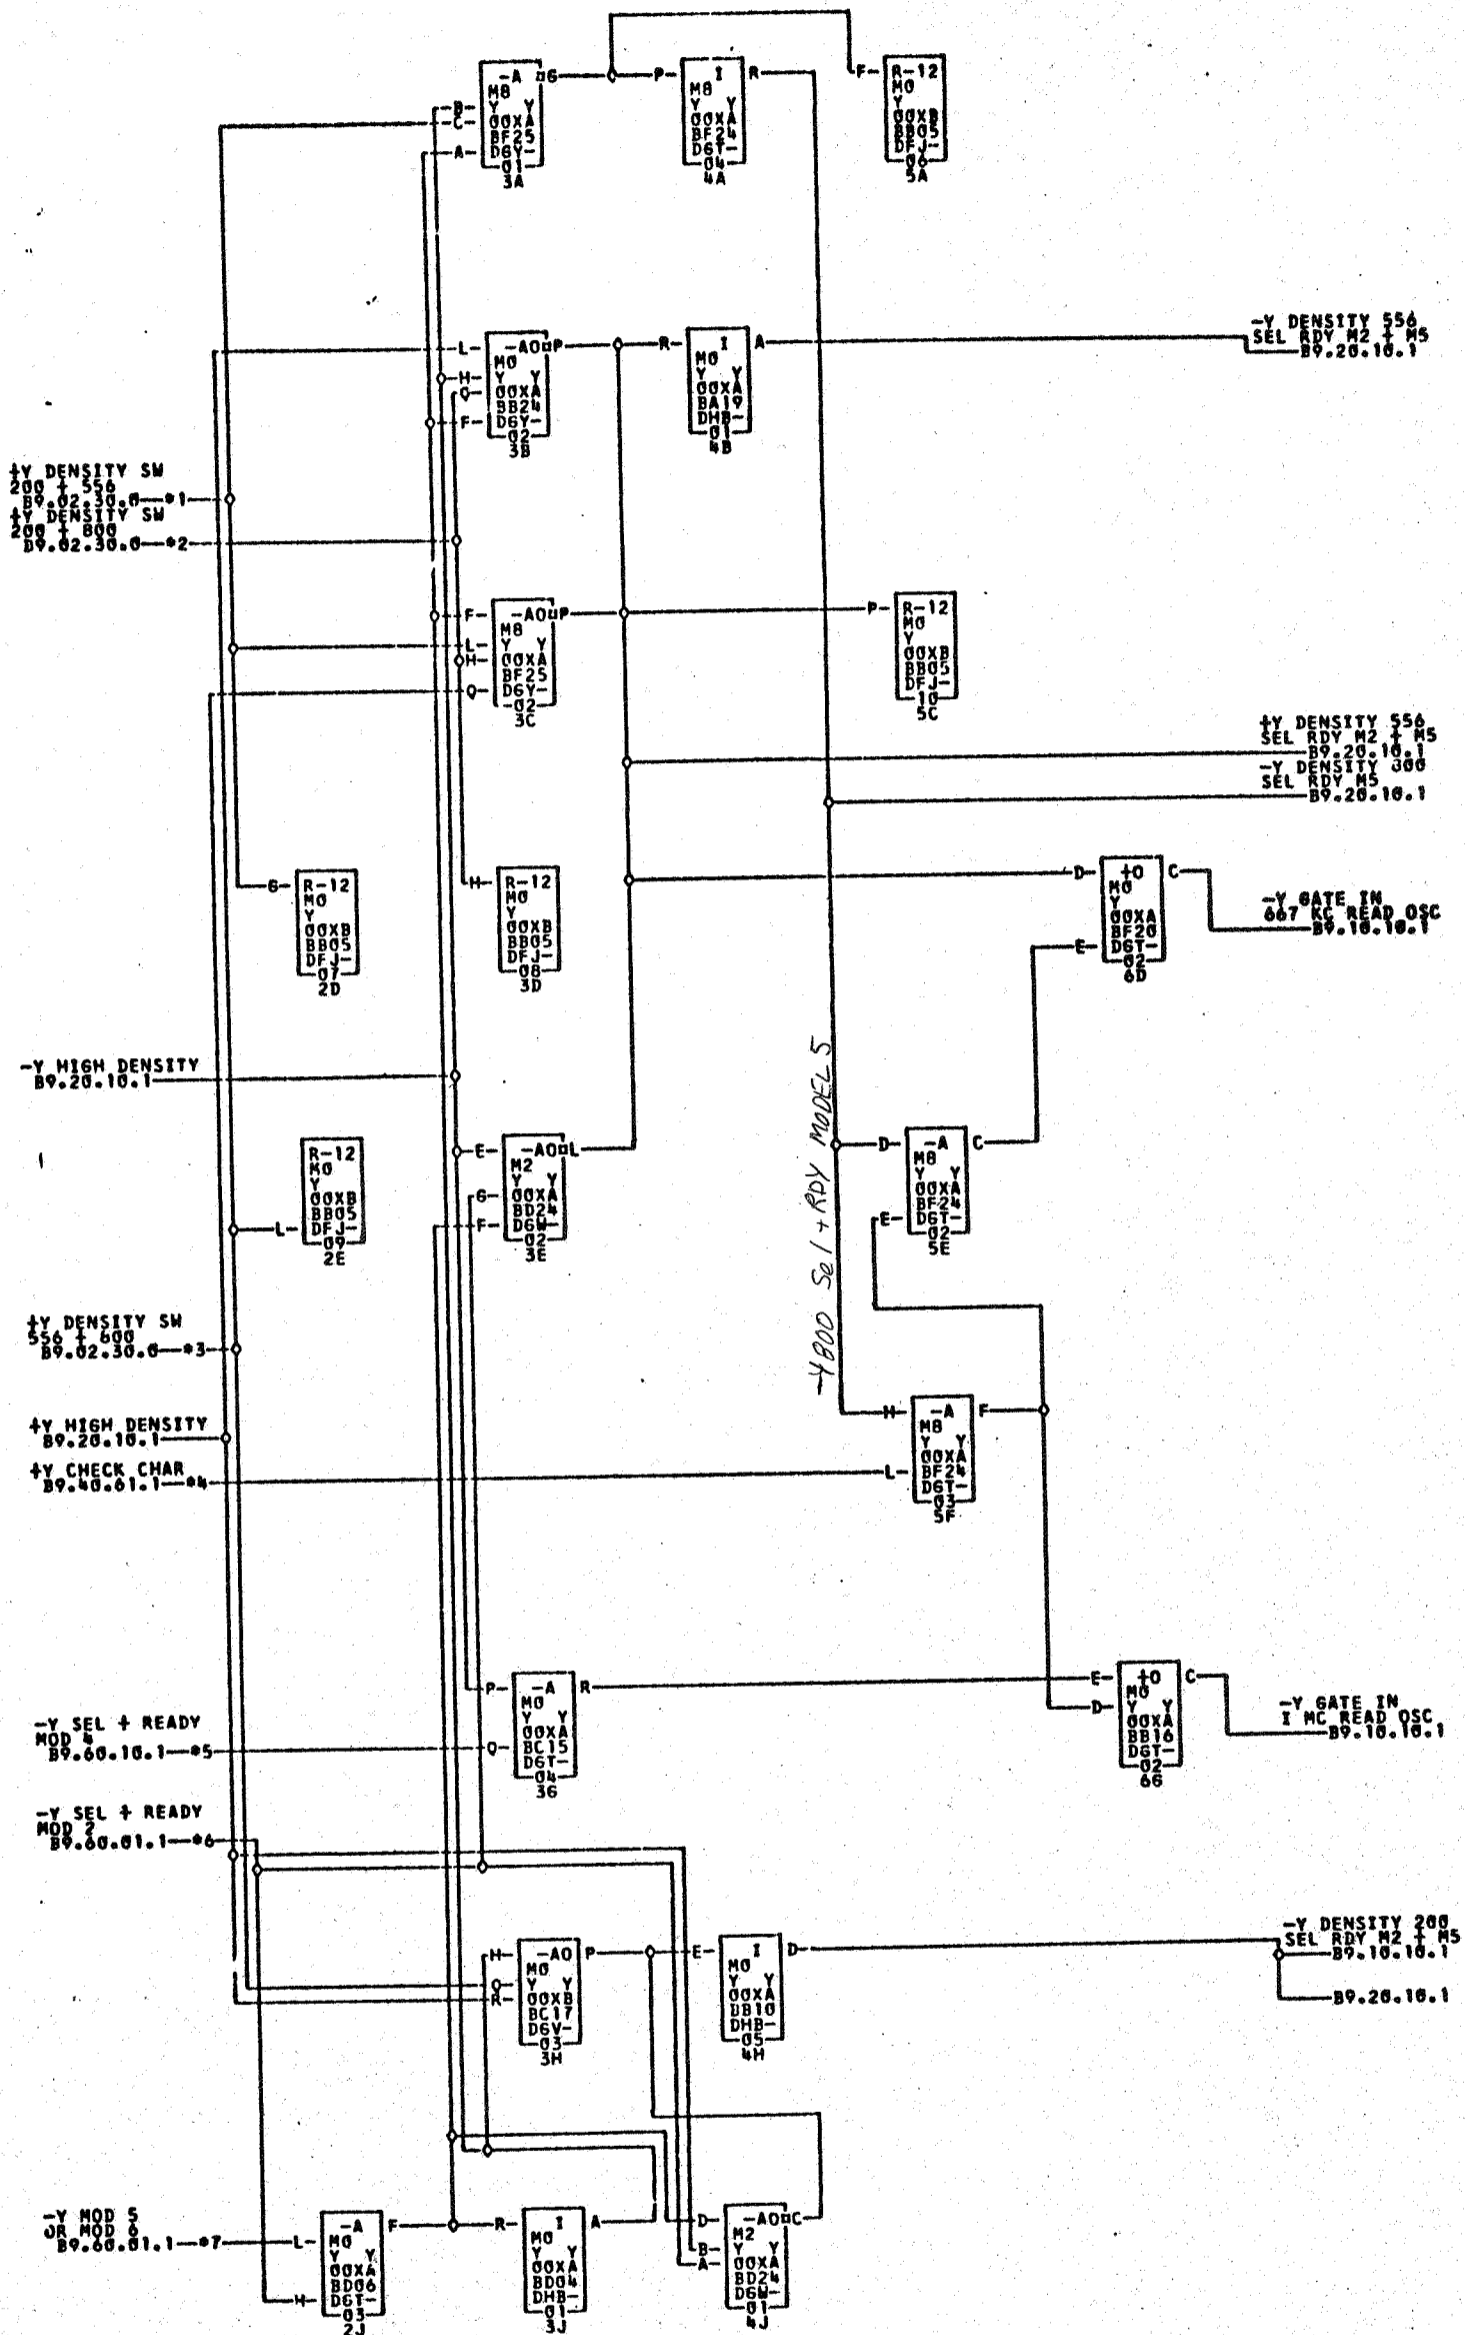 -A G
M8
Y Y
00XA
BF25
D6Y-
01
3A
B
C
A
P I R
M8
Y Y
00XA
BF24
D6T-
04
4A
F R-12
M0
Y
00XB
BB05
DFJ-
06
5A
L -AO P
M0
H Y Y
Q 00XA
BB24
F D6Y-
02
3B
R I A
M0
Y Y
00XA
BA19
DHB-
01
4B
-Y DENSITY 556
SEL RDY M2 + M5
B9.20.10.1
+Y DENSITY SW
200 + 556
B9.02.30.0—*1
+Y DENSITY SW
200 + 800
B9.02.30.0—*2
F -AO P
M8
L Y Y
H 00XA
BF25
Q D6Y-
02
3C
P R-12
M0
Y
00XB
BB05
DFJ-
10
5C
+Y DENSITY 556
SEL RDY M2 + M5
B9.20.10.1
-Y DENSITY 800
SEL RDY M5
B9.20.10.1
G R-12
M0
Y
00XB
BB05
DFJ-
07
2D
H R-12
M0
Y
00XB
BB05
DFJ-
08
3D
D +O C
M0
Y
00XA
BF20
E D6T-
02
6D
-Y GATE IN
667 KC READ OSC
B9.10.10.1
-Y HIGH DENSITY
B9.20.10.1
R-12
M0
Y
00XB
BB05
L DFJ-
09
2E
E -AO L
M2
Y Y
G 00XA
BD24
F D6W-
02
3E
-Y 800 Sel + RDY MODEL 5
D -A C
M8
Y Y
00XA
BF24
E D6T-
02
5E
+Y DENSITY SW
556 + 800
B9.02.30.0—*3
+Y HIGH DENSITY
B9.20.10.1
+Y CHECK CHAR
B9.40.61.1—*4
H -A F
M8
Y Y
00XA
L BF24
D6T-
03
5F
P -A R
M0
Y Y
00XA
Q BC15
D6T-
04
3G
E +O C
M0
D Y Y
00XA
BB16
D6T-
02
6G
-Y GATE IN
I MC READ OSC
B9.10.10.1
-Y SEL + READY
MOD 4
B9.60.10.1—*5
-Y SEL + READY
MOD 2
B9.60.01.1—*6
H -AO P
M0
Q Y Y
R 00XB
BC17
D6V-
03
3H
E I D
M0
Y Y
00XA
BB10
DHB-
05
4H
-Y DENSITY 200
SEL RDY M2 + M5
B9.10.10.1
B9.20.10.1
-Y MOD 5
OR MOD 6
B9.60.01.1—*7
L -A F
M0
Y Y
00XA
BD06
H D6T-
03
2J
R I A
M0
Y Y
00XA
BD04
DHB-
01
3J
D -AO C
M2
B Y Y
A 00XA
BD24
D6W-
01
4J